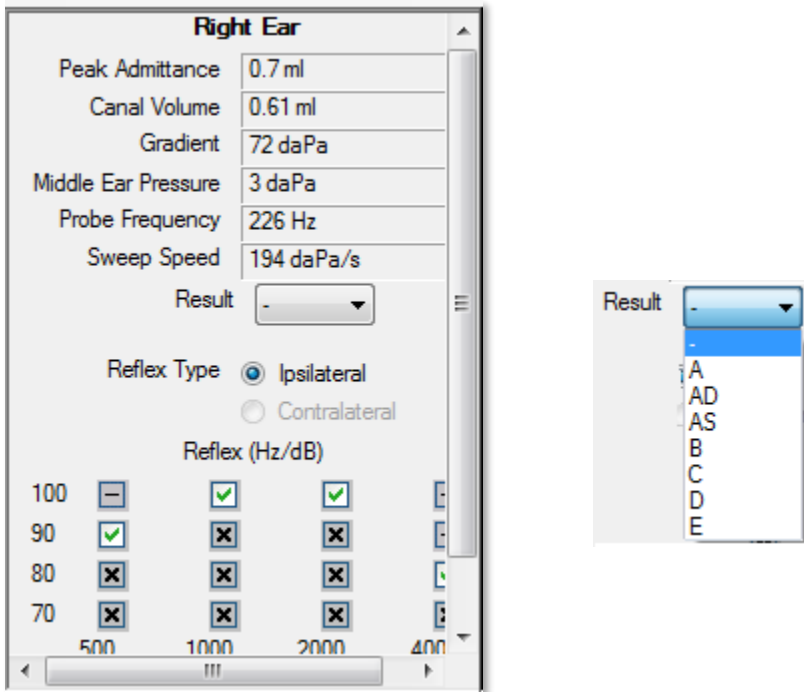 Right Ear
Peak Admittance 0.7 ml
Canal Volume 0.61 ml
Gradient 72 daPa
Middle Ear Pressure 3 daPa
Probe Frequency 226 Hz
Sweep Speed 194 daPa/s
Result -
Reflex Type Ipsilateral
Contralateral
Reflex (Hz/dB)
100
90
80
70
500 1000 2000 400
Result -
-
A
AD
AS
B
C
D
E